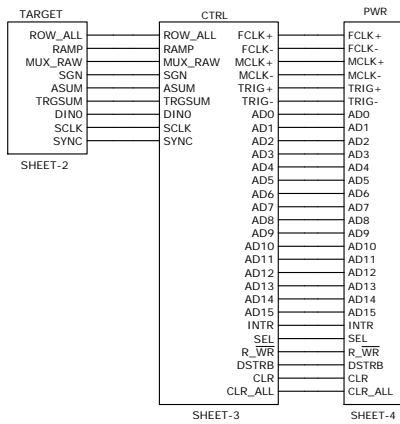 TARGET CTRL PWR
ROW_ALL ROW_ALL FCLK+ FCLK+
RAMP RAMP FCLK- FCLK-
MUX_RAW MUX_RAW MCLK+ MCLK+
SGN SGN MCLK- MCLK-
ASUM ASUM TRIG+ TRIG+
TRGSUM TRGSUM TRIG- TRIG-
DIN0 DIN0 AD0 AD0
SCLK SCLK AD1 AD1
SYNC SYNC AD2 AD2
AD3 AD3
SHEET-2 AD4 AD4
AD5 AD5
AD6 AD6
AD7 AD7
AD8 AD8
AD9 AD9
AD10 AD10
AD11 AD11
AD12 AD12
AD13 AD13
AD14 AD14
AD15 AD15
INTR INTR
SEL SEL
R_WR R_WR
DSTRB DSTRB
CLR CLR
CLR_ALL CLR_ALL
SHEET-3 SHEET-4